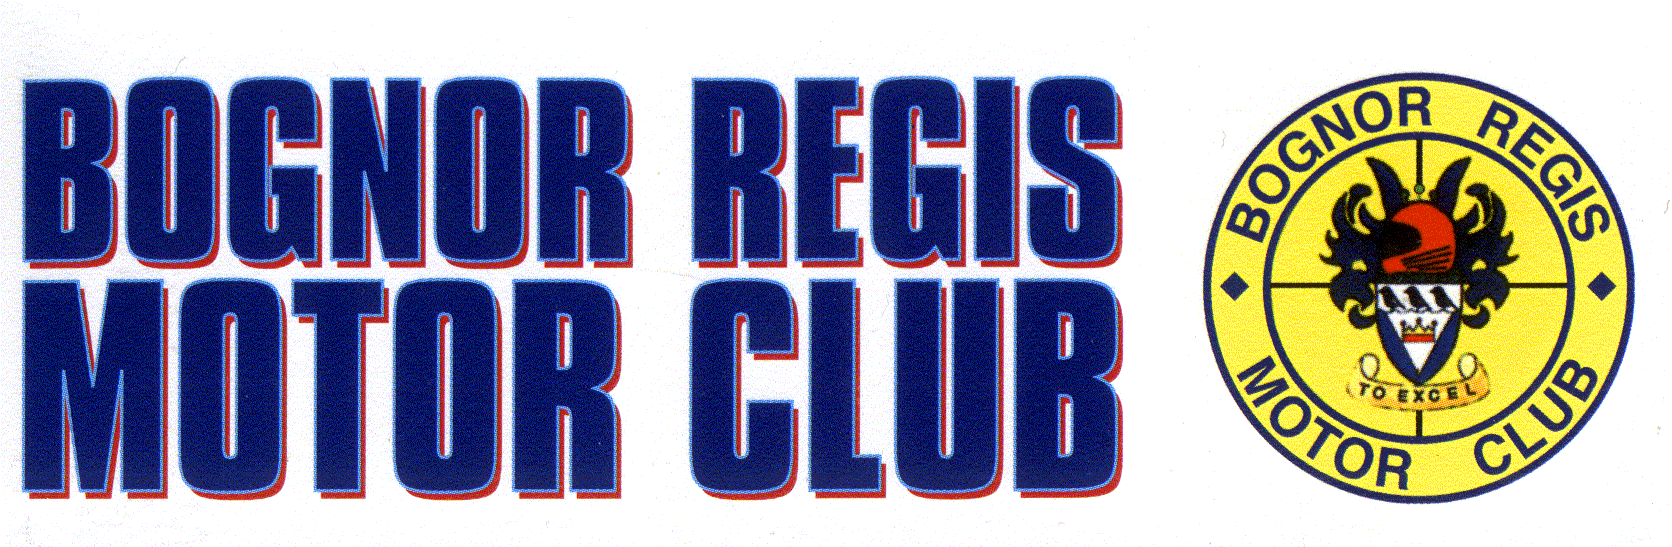 BOGNOR REGIS
MOTOR CLUB
BOGNOR REGIS
TO EXCEL
MOTOR CLUB